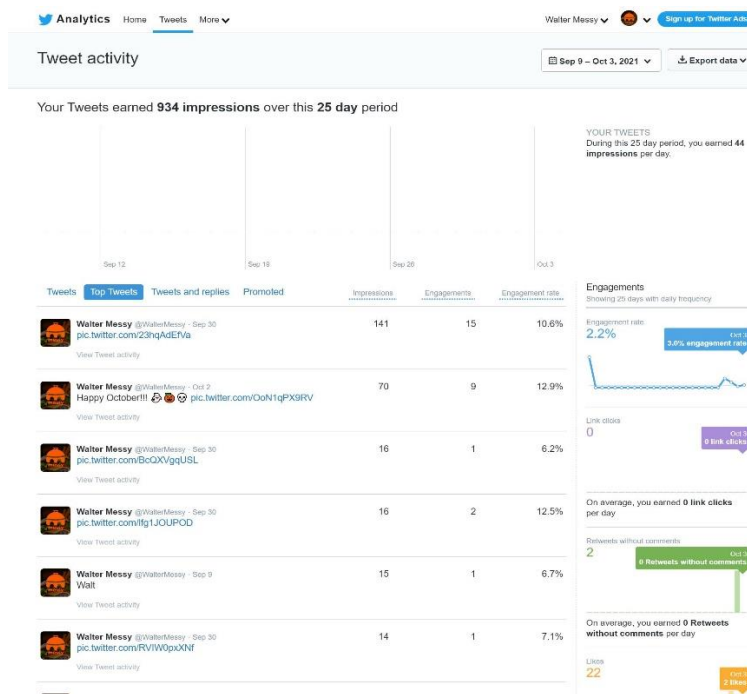 Analytics Home Tweets More Walter Messy Sign up for Twitter Ads
Tweet activity
Sep 9 – Oct 3, 2021 Export data
Your Tweets earned 934 impressions over this 25 day period
YOUR TWEETS
During this 25 day period, you earned 44
impressions per day.
Sep 12 Sep 19 Sep 26 Oct 3
Tweets Top Tweets Tweets and replies Promoted
Impressions Engagements Engagement rate
Walter Messy @WalterMessy · Sep 30
pic.twitter.com/23hqAdEfVa
141 15 10.6%
View Tweet activity
Walter Messy @WalterMessy · Oct 2
Happy October!!! 👻🎃💀 pic.twitter.com/OoN1qPX9RV
70 9 12.9%
View Tweet activity
Walter Messy @WalterMessy · Sep 30
pic.twitter.com/BcQXVgqUSL
16 1 6.2%
View Tweet activity
Walter Messy @WalterMessy · Sep 30
pic.twitter.com/lfg1JOUPOD
16 2 12.5%
View Tweet activity
Walter Messy @WalterMessy · Sep 9
Walt
15 1 6.7%
View Tweet activity
Walter Messy @WalterMessy · Sep 30
pic.twitter.com/RVIW0pxXNf
14 1 7.1%
View Tweet activity
Engagements
Showing 25 days with daily frequency
Engagement rate
2.2%
Oct 3
3.0% engagement rate
Link clicks
0
Oct 3
0 link clicks
On average, you earned 0 link clicks
per day
Retweets without comments
2
Oct 3
0 Retweets without comments
On average, you earned 0 Retweets
without comments per day
Likes
22
Oct 3
2 likes